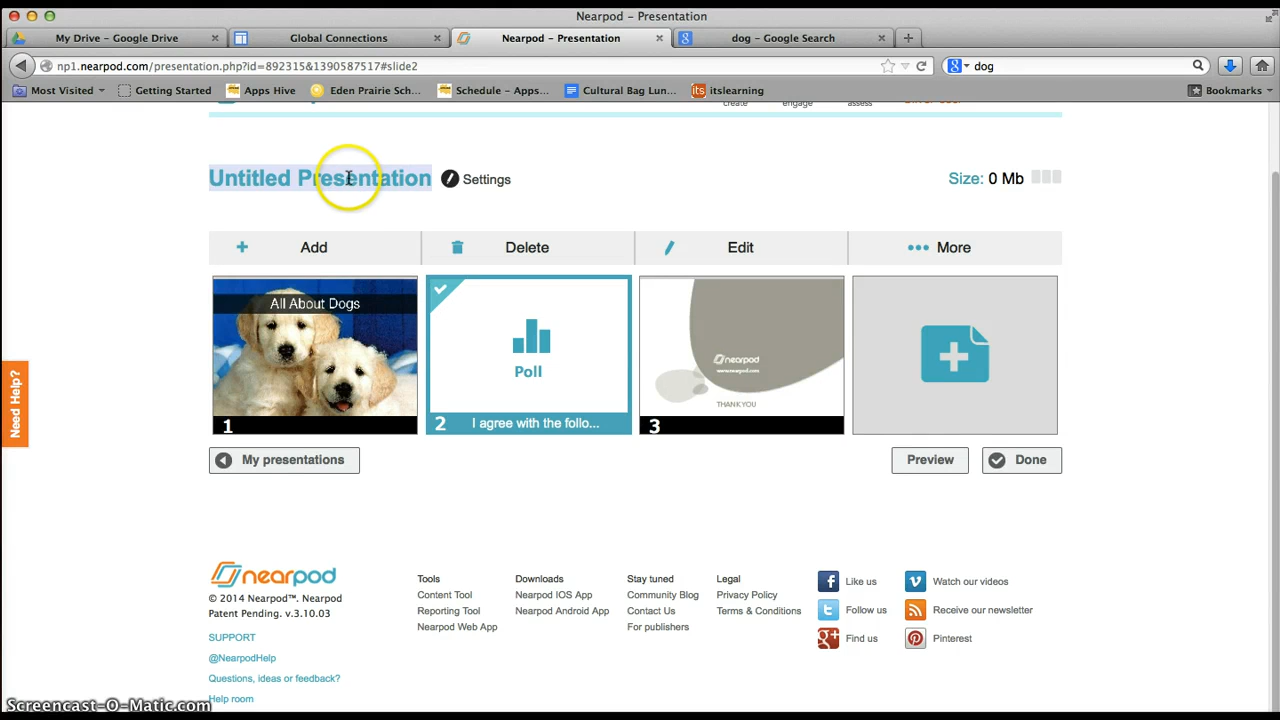 Nearpod – Presentation
My Drive – Google Drive
Global Connections
Nearpod – Presentation
dog – Google Search
np1.nearpod.com/presentation.php?id=892315&1390587517#slide2
dog
Most Visited
Getting Started
Apps Hive
Eden Prairie Sch...
Schedule – Apps...
Cultural Bag Lun...
its
itslearning
Bookmarks
create
engage
assess
Untitled Presentation
Settings
Size: 0 Mb
Add
Delete
Edit
More
All About Dogs
1
Poll
2
I agree with the follo...
nearpod
www.nearpod.com
THANK YOU
3
Need Help?
My presentations
Preview
Done
nearpod
© 2014 Nearpod™. Nearpod
Patent Pending. v.3.10.03
SUPPORT
@NearpodHelp
Questions, ideas or feedback?
Help room
Tools
Content Tool
Reporting Tool
Nearpod Web App
Downloads
Nearpod IOS App
Nearpod Android App
Stay tuned
Community Blog
Contact Us
For publishers
Legal
Privacy Policy
Terms & Conditions
Like us
Follow us
Find us
Watch our videos
Receive our newsletter
Pinterest
Screencast-O-Matic.com